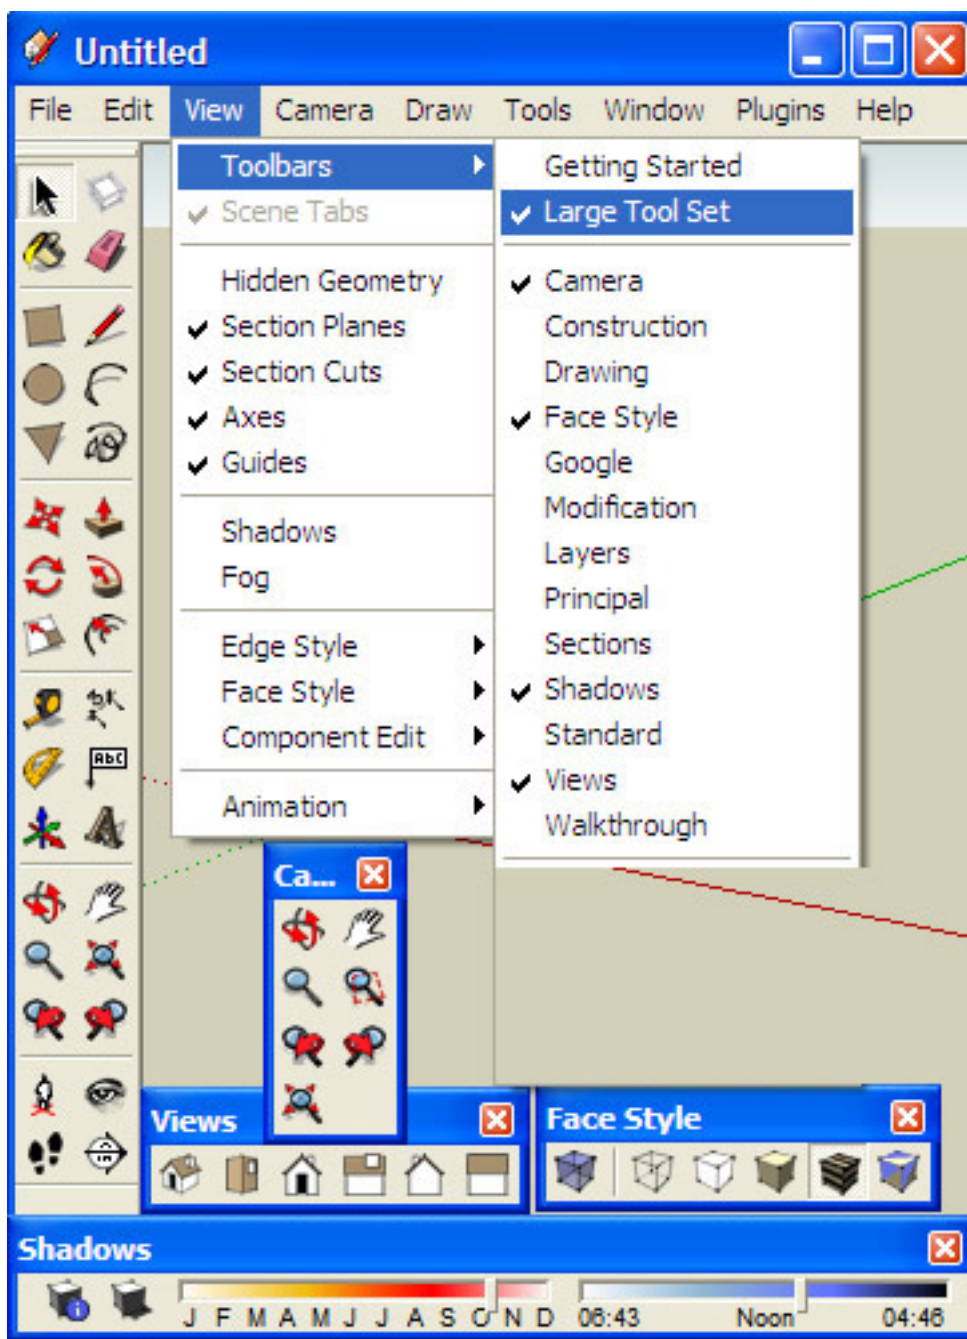 Untitled
File Edit View Camera Draw Tools Window Plugins Help
Toolbars
Scene Tabs
Hidden Geometry
Section Planes
Section Cuts
Axes
Guides
Shadows
Fog
Edge Style
Face Style
Component Edit
Animation
Getting Started
Large Tool Set
Camera
Construction
Drawing
Face Style
Google
Modification
Layers
Principal
Sections
Shadows
Standard
Views
Walkthrough
ABC
Ca...
Views
Face Style
Shadows
J F M A M J J A S O N D 06:43 Noon 04:46